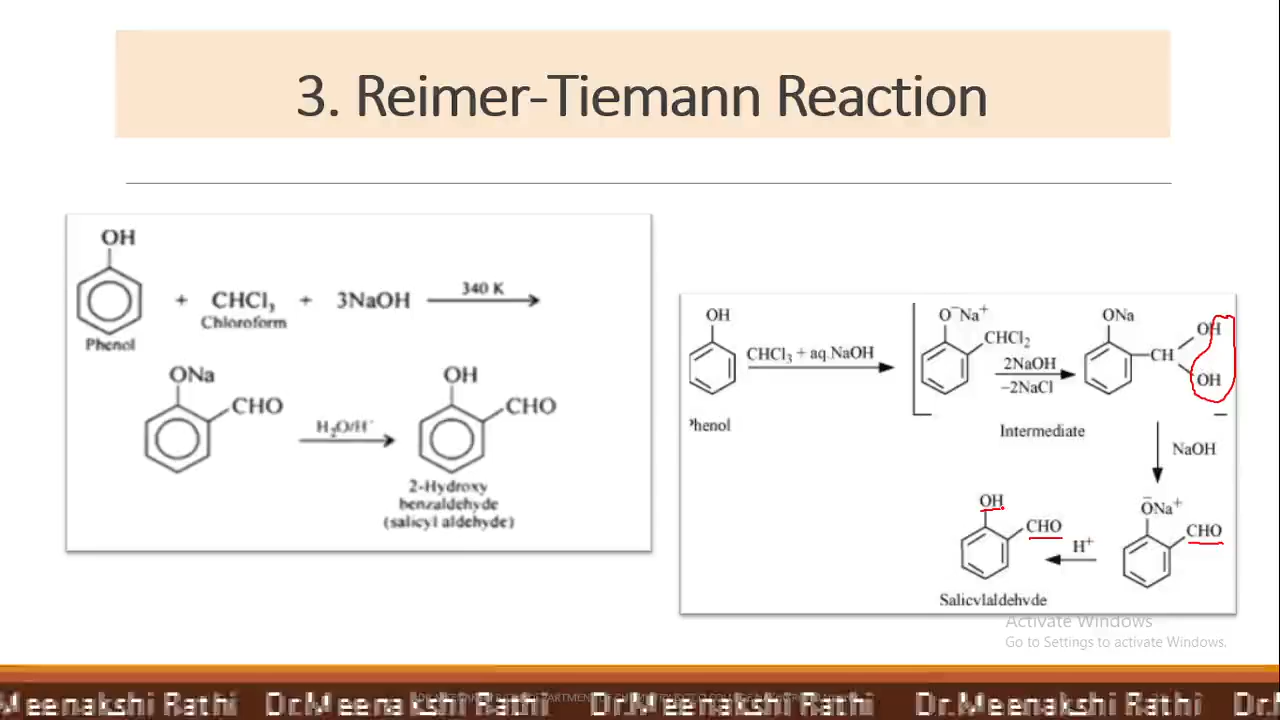 3. Reimer-Tiemann Reaction
OH
+ CHCl3 + 3NaOH 340 K
Chloroform
Phenol
ONa
CHO
H2O/H+
OH
CHO
2-Hydroxy
benzaldehyde
(salicyl aldehyde)
OH
CHCl3 + aq.NaOH
Phenol
O⁻Na⁺
CHCl2
2NaOH
−2NaCl
ONa
CH
OH
OH
Intermediate
NaOH
ŌNa⁺
CHO
H⁺
OH
CHO
Salicylaldehyde
Activate Windows
Go to Settings to activate Windows.
Meenakshi Rathi Dr.Meenakshi Rathi Dr.Meenakshi Rathi Dr.Meenakshi Rathi